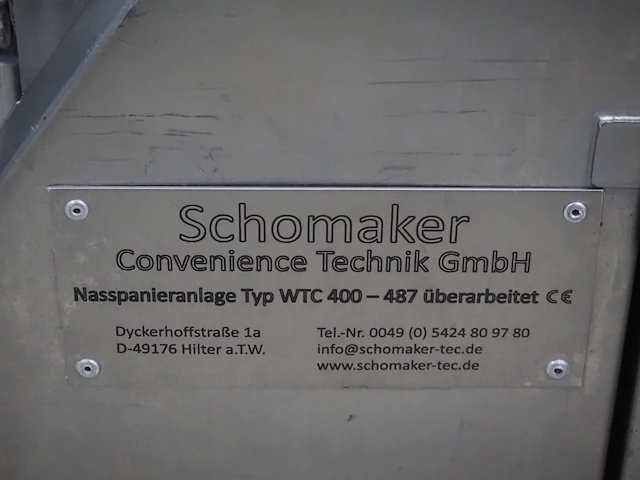 Schomaker
Convenience Technik GmbH
Nasspanieranlage Typ WTC 400 – 487 überarbeitet CE
Dyckerhoffstraße 1a
D-49176 Hilter a.T.W.
Tel.-Nr. 0049 (0) 5424 80 97 80
info@schomaker-tec.de
www.schomaker-tec.de